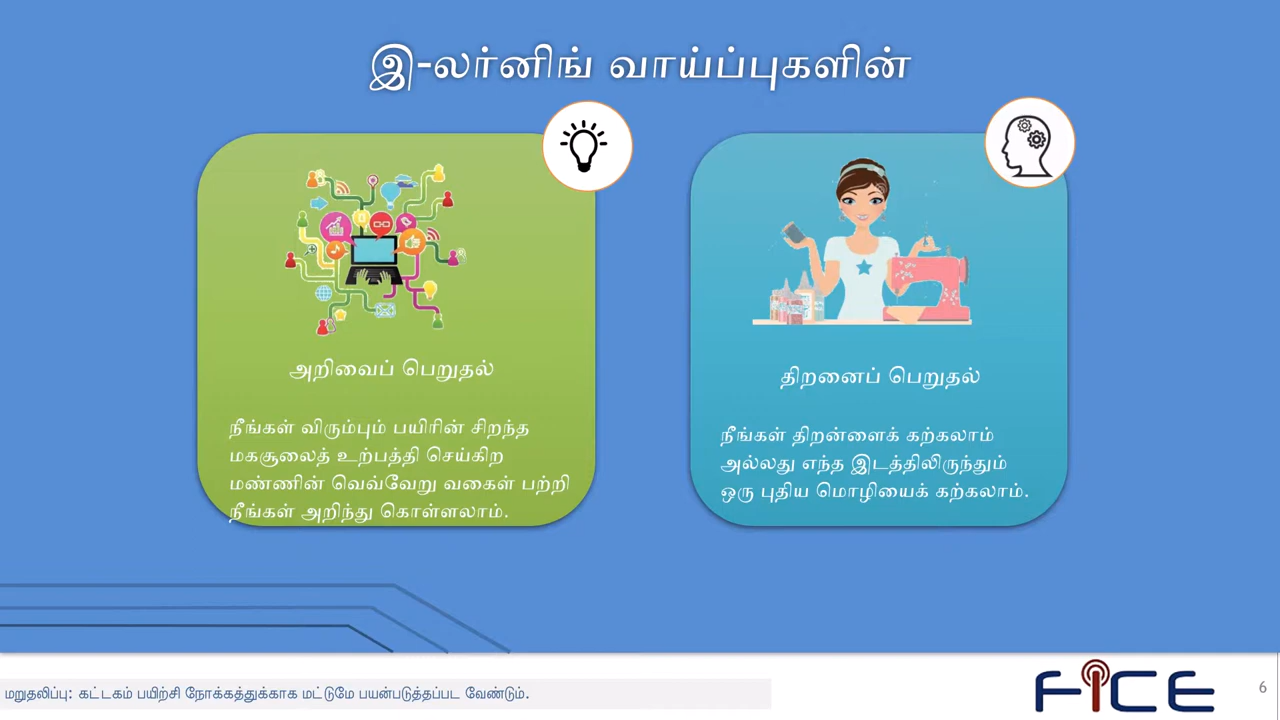 இ-லர்னிங் வாய்ப்புகளின்
அறிவைப் பெறுதல்
நீங்கள் விரும்பும் பயிரின் சிறந்த
மகசூலைத் உற்பத்தி செய்கிற
மண்ணின் வெவ்வேறு வகைள் பற்றி
நீங்கள் அறிந்து கொள்ளலாம்.
திறனைப் பெறுதல்
நீங்கள் திறன்ளைக் கற்கலாம்
அல்லது எந்த இடத்திலிருந்தும்
ஒரு புதிய மொழியைக் கற்கலாம்.
மறுதலிப்பு: கட்டகம் பயிற்சி நோக்கத்துக்காக மட்டுமே பயன்படுத்தப்பட வேண்டும்.
FiCE
6